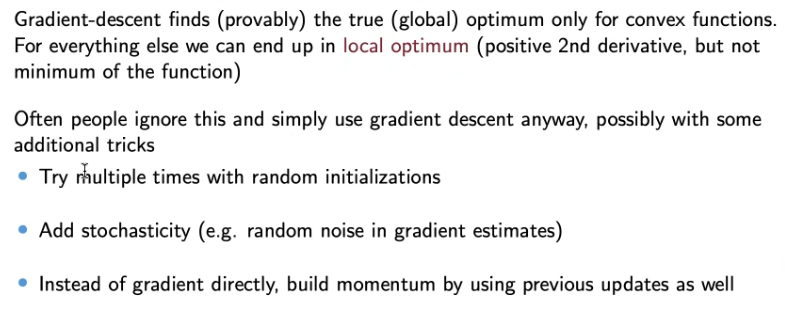 Gradient-descent finds (provably) the true (global) optimum only for convex functions.
For everything else we can end up in local optimum (positive 2nd derivative, but not
minimum of the function)
Often people ignore this and simply use gradient descent anyway, possibly with some
additional tricks
• Try multiple times with random initializations
• Add stochasticity (e.g. random noise in gradient estimates)
• Instead of gradient directly, build momentum by using previous updates as well